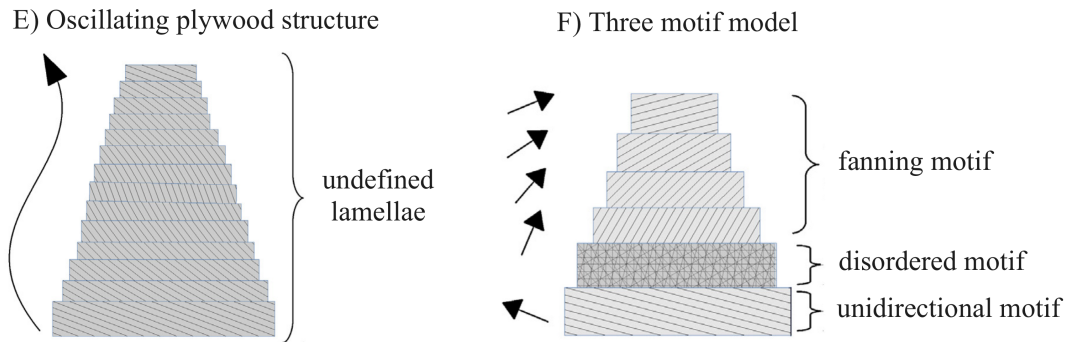 E) Oscillating plywood structure
undefined
lamellae
F) Three motif model
fanning motif
disordered motif
unidirectional motif